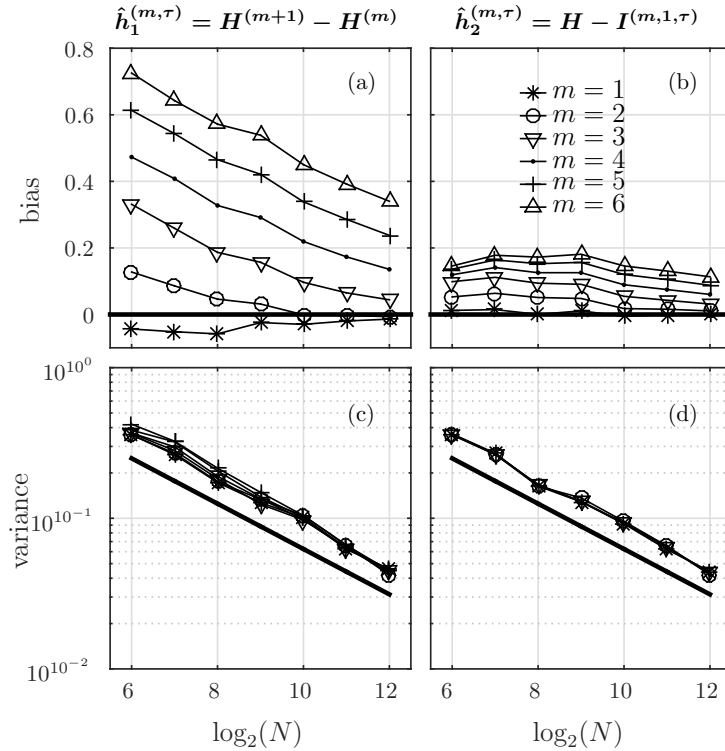 ĥ₁^(m,τ) = H^(m+1) − H^(m)
ĥ₂^(m,τ) = H − I^(m,1,τ)
(a)
(b)
m = 1
m = 2
m = 3
m = 4
m = 5
m = 6
bias
0.8
0.6
0.4
0.2
0
(c)
(d)
variance
10^0
10^−1
10^−2
6 8 10 12
6 8 10 12
log₂(N)
log₂(N)